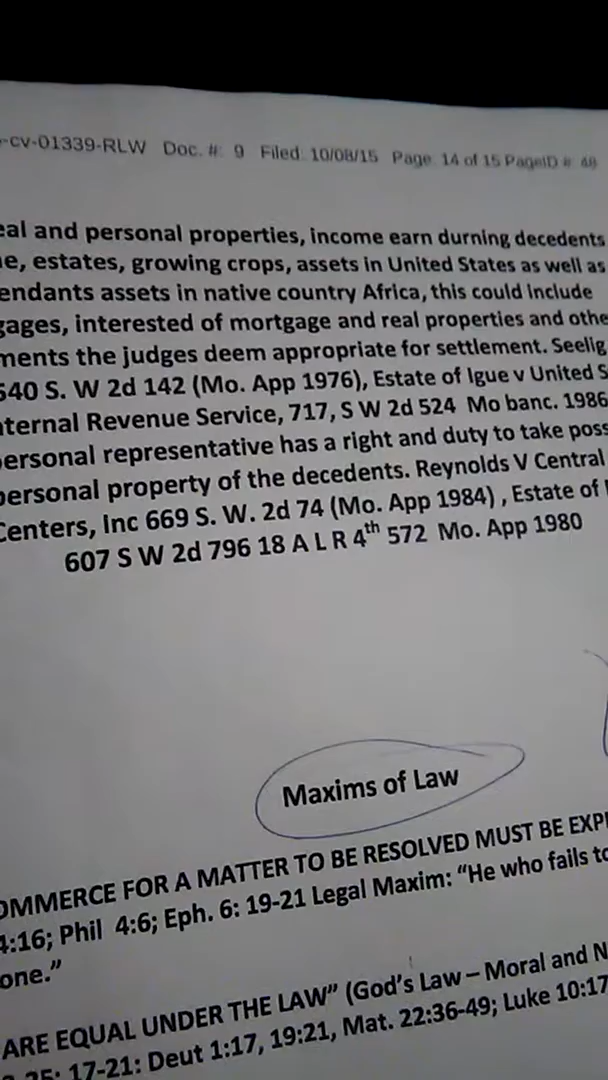 -cv-01339-RLW Doc. #: 9 Filed: 10/08/15 Page: 14 of 15 PageID #: 48
eal and personal properties, income earn durning decedents
e, estates, growing crops, assets in United States as well as
endants assets in native country Africa, this could include
gages, interested of mortgage and real properties and othe
ments the judges deem appropriate for settlement. Seelig
540 S. W 2d 142 (Mo. App 1976), Estate of Igue v United S
nternal Revenue Service, 717, S W 2d 524 Mo banc. 1986
personal representative has a right and duty to take poss
personal property of the decedents. Reynolds V Central
Centers, Inc 669 S. W. 2d 74 (Mo. App 1984) , Estate of
607 S W 2d 796 18 A L R 4th 572 Mo. App 1980
Maxims of Law
OMMERCE FOR A MATTER TO BE RESOLVED MUST BE EXP
4:16; Phil 4:6; Eph. 6: 19-21 Legal Maxim: “He who fails to
one.”
ARE EQUAL UNDER THE LAW” (God’s Law – Moral and N
25: 17-21: Deut 1:17, 19:21, Mat. 22:36-49; Luke 10:17